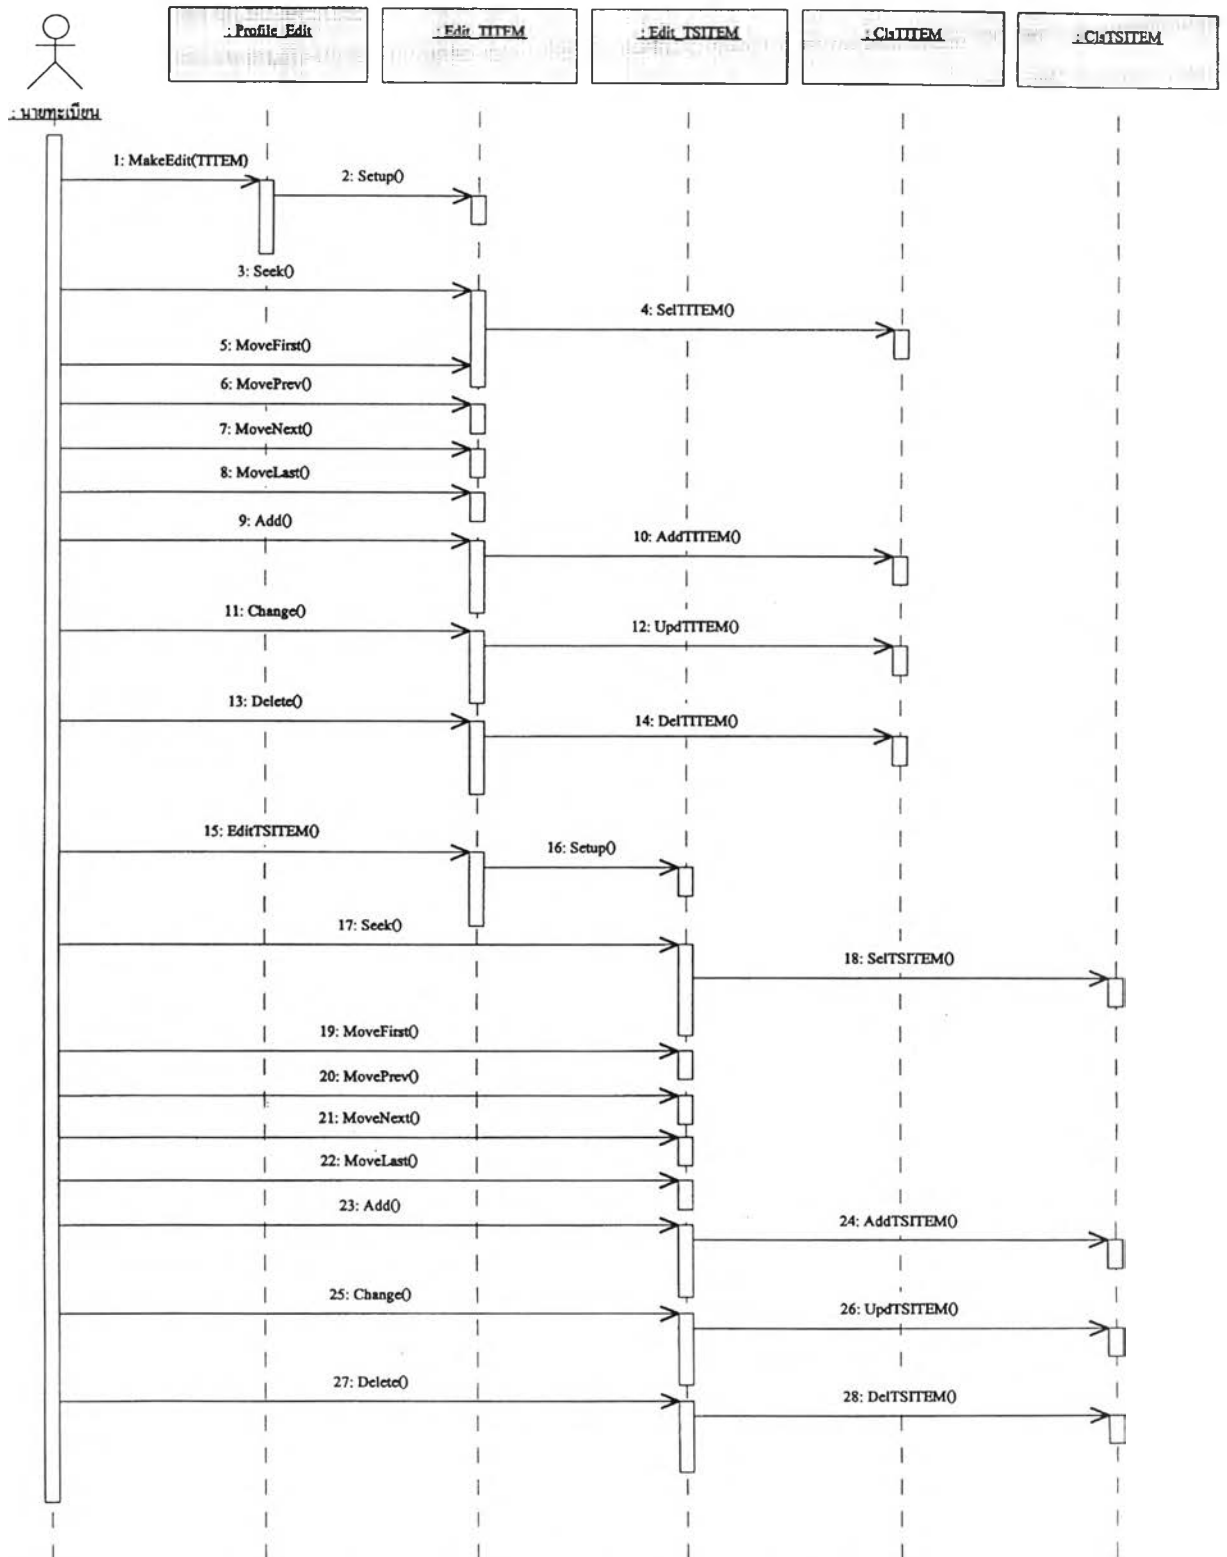 : Profile_Edit
: Edit_TITEM
: Edit_TSITEM
: ClsTITEM
: ClsTSITEM
: นายทะเบียน
1: MakeEdit(TITEM)
2: Setup()
3: Seek()
4: SelTITEM()
5: MoveFirst()
6: MovePrev()
7: MoveNext()
8: MoveLast()
9: Add()
10: AddTITEM()
11: Change()
12: UpdTITEM()
13: Delete()
14: DelTITEM()
15: EditTSITEM()
16: Setup()
17: Seek()
18: SelTSITEM()
19: MoveFirst()
20: MovePrev()
21: MoveNext()
22: MoveLast()
23: Add()
24: AddTSITEM()
25: Change()
26: UpdTSITEM()
27: Delete()
28: DelTSITEM()